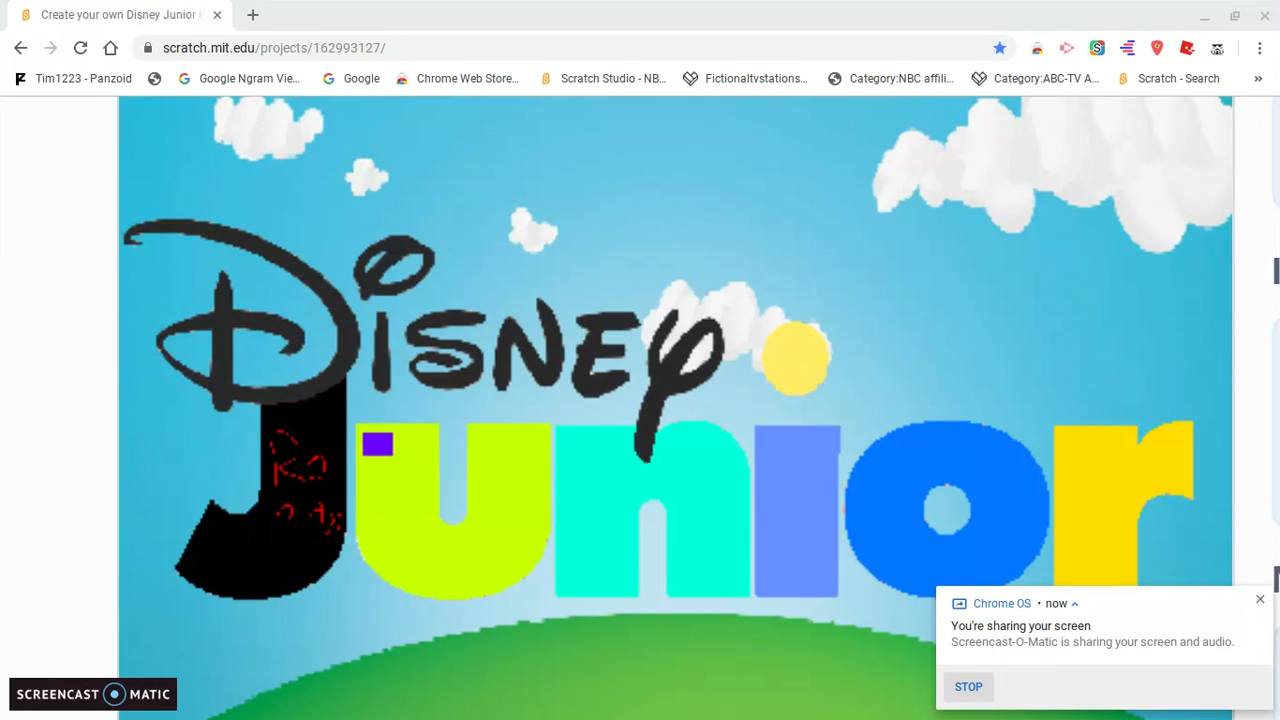 Create your own Disney Junior
scratch.mit.edu/projects/162993127/
Tim1223 - Panzoid
Google Ngram Vie...
Google
Chrome Web Store...
Scratch Studio - NB...
Fictionaltvstations...
Category:NBC affili...
Category:ABC-TV A...
Scratch - Search
»
Disney
Junior
Chrome OS • now
You're sharing your screen
Screencast-O-Matic is sharing your screen and audio.
STOP
SCREENCAST MATIC